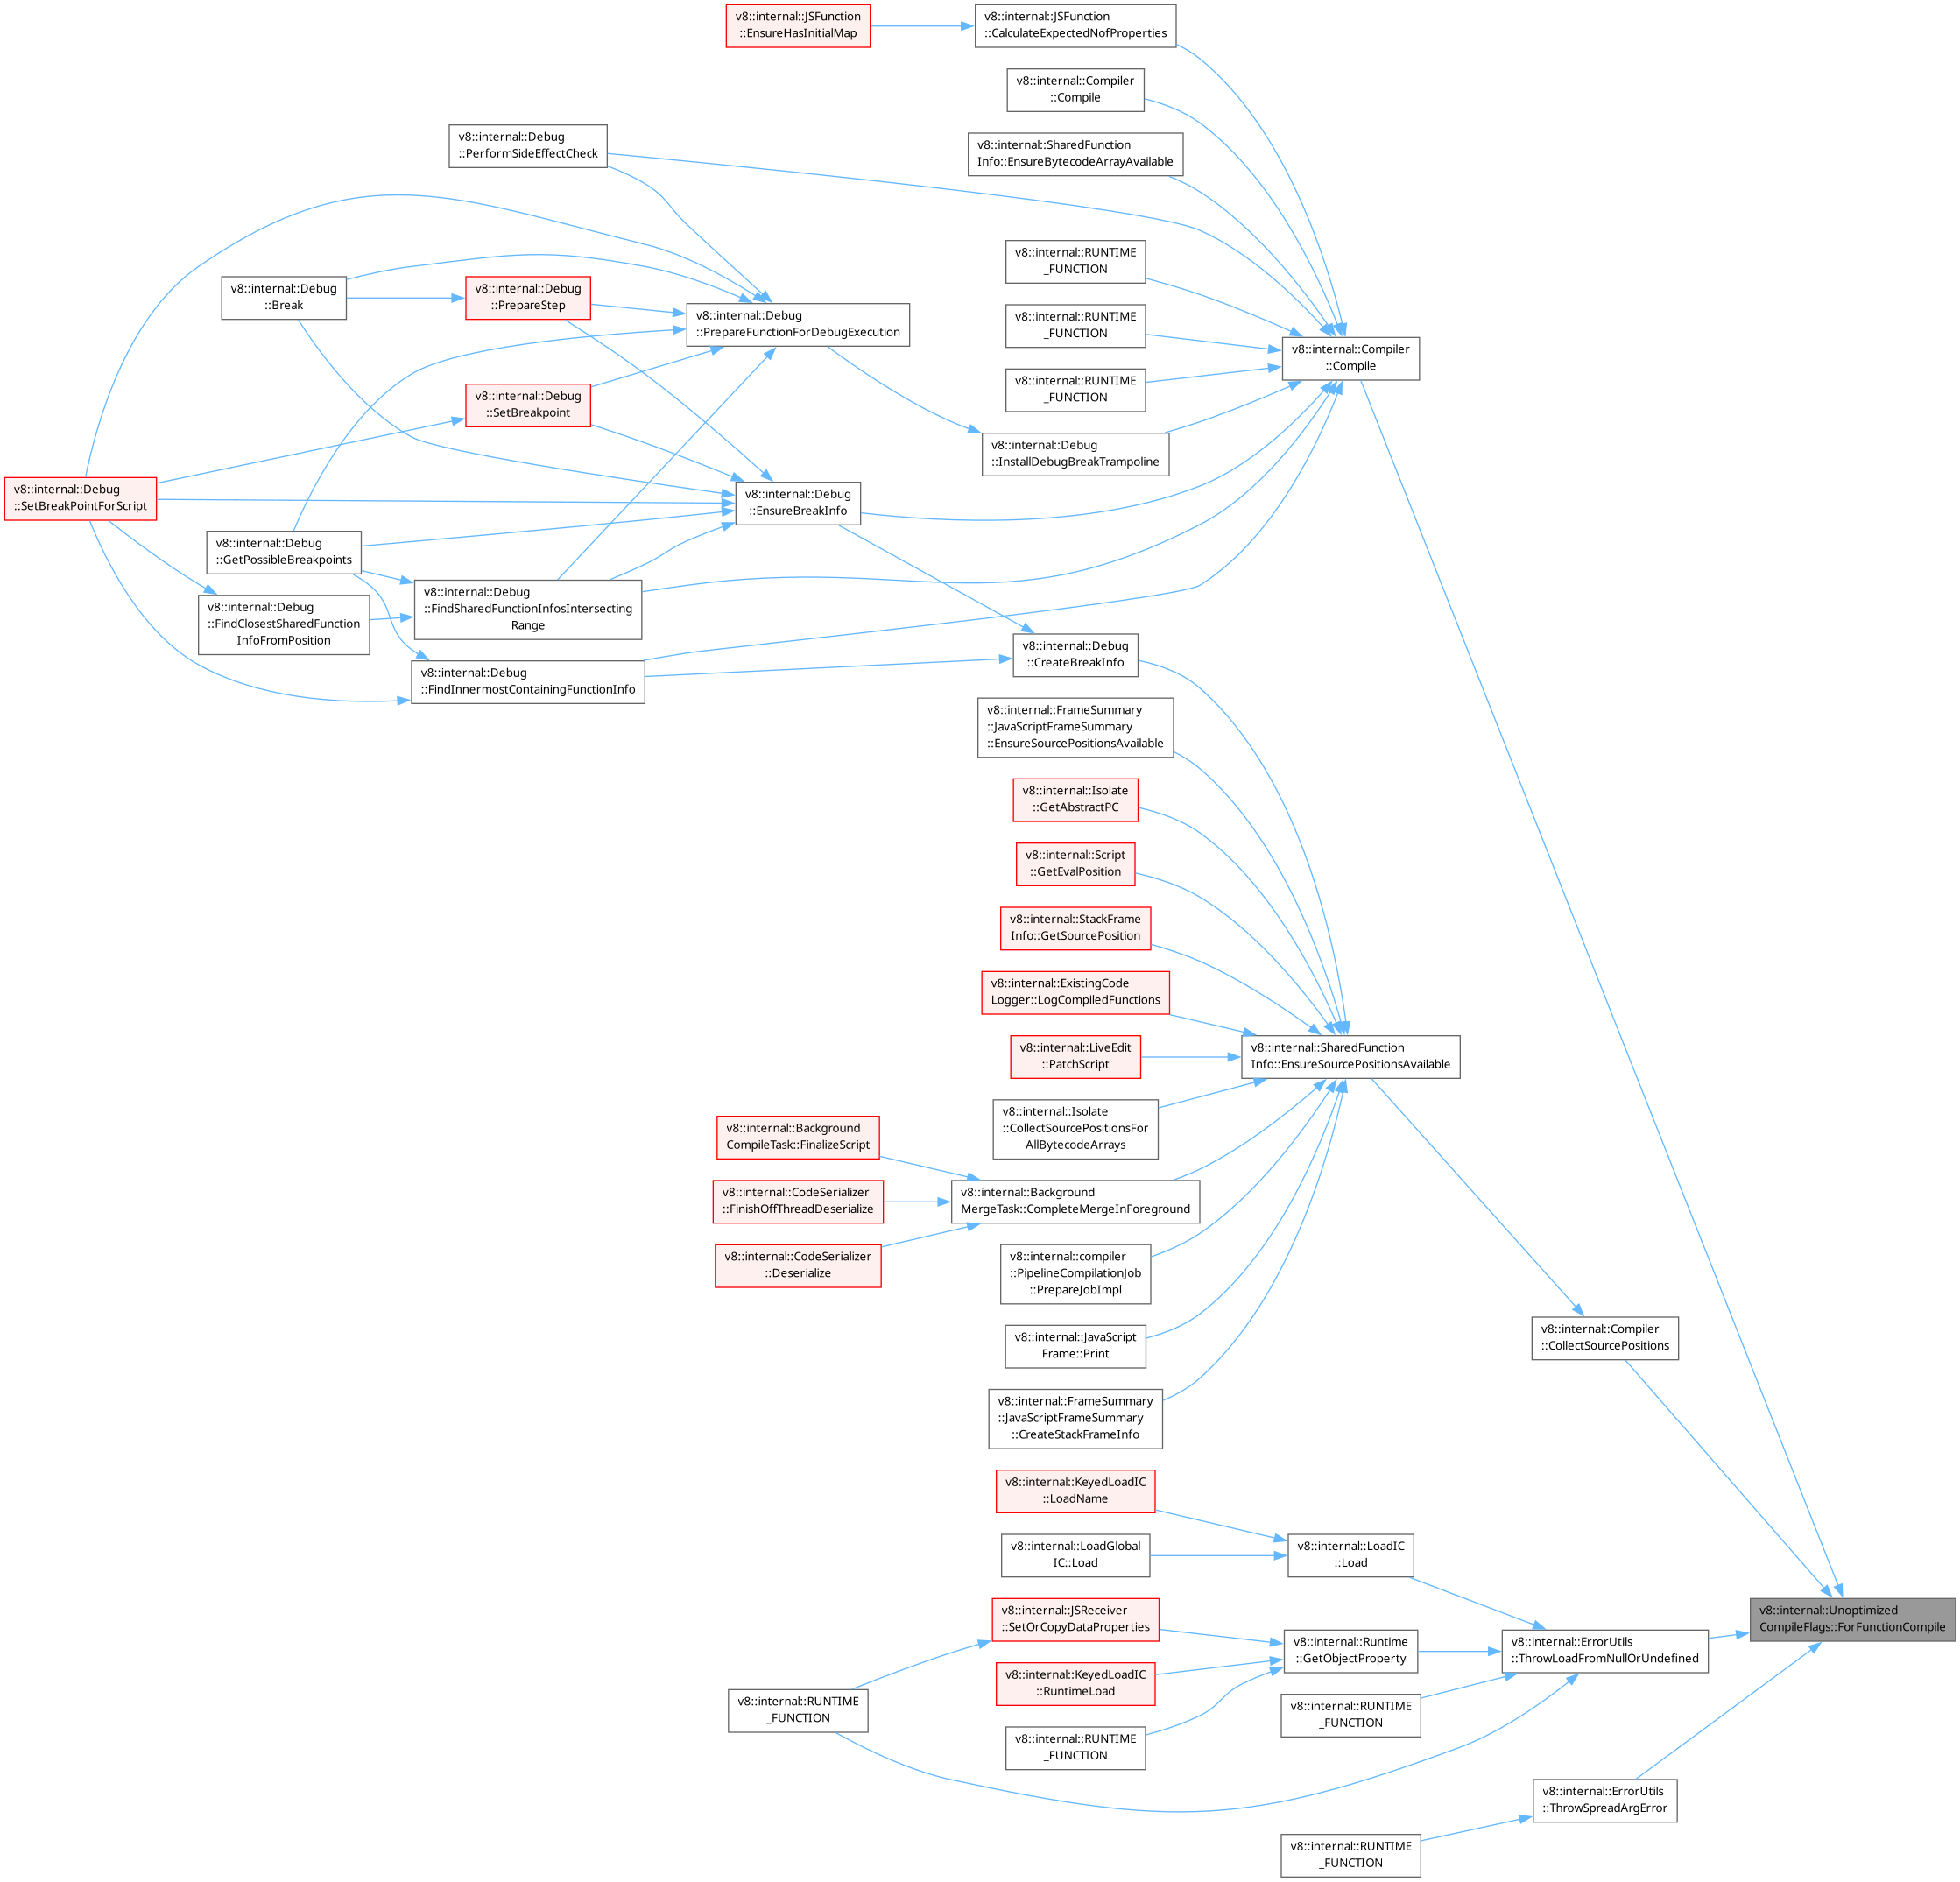 v8::internal::JSFunction
::EnsureHasInitialMap
v8::internal::JSFunction
::CalculateExpectedNofProperties
v8::internal::Compiler
::Compile
v8::internal::Debug
::PerformSideEffectCheck
v8::internal::SharedFunction
Info::EnsureBytecodeArrayAvailable
v8::internal::RUNTIME
_FUNCTION
v8::internal::Debug
::Break
v8::internal::Debug
::PrepareStep
v8::internal::Debug
::PrepareFunctionForDebugExecution
v8::internal::RUNTIME
_FUNCTION
v8::internal::Compiler
::Compile
v8::internal::RUNTIME
_FUNCTION
v8::internal::Debug
::SetBreakpoint
v8::internal::Debug
::InstallDebugBreakTrampoline
v8::internal::Debug
::SetBreakPointForScript
v8::internal::Debug
::EnsureBreakInfo
v8::internal::Debug
::GetPossibleBreakpoints
v8::internal::Debug
::FindClosestSharedFunction
InfoFromPosition
v8::internal::Debug
::FindSharedFunctionInfosIntersecting
Range
v8::internal::Debug
::CreateBreakInfo
v8::internal::Debug
::FindInnermostContainingFunctionInfo
v8::internal::FrameSummary
::JavaScriptFrameSummary
::EnsureSourcePositionsAvailable
v8::internal::Isolate
::GetAbstractPC
v8::internal::Script
::GetEvalPosition
v8::internal::StackFrame
Info::GetSourcePosition
v8::internal::ExistingCode
Logger::LogCompiledFunctions
v8::internal::LiveEdit
::PatchScript
v8::internal::SharedFunction
Info::EnsureSourcePositionsAvailable
v8::internal::Isolate
::CollectSourcePositionsFor
AllBytecodeArrays
v8::internal::Background
CompileTask::FinalizeScript
v8::internal::CodeSerializer
::FinishOffThreadDeserialize
v8::internal::Background
MergeTask::CompleteMergeInForeground
v8::internal::CodeSerializer
::Deserialize
v8::internal::compiler
::PipelineCompilationJob
::PrepareJobImpl
v8::internal::JavaScript
Frame::Print
v8::internal::Compiler
::CollectSourcePositions
v8::internal::FrameSummary
::JavaScriptFrameSummary
::CreateStackFrameInfo
v8::internal::KeyedLoadIC
::LoadName
v8::internal::LoadGlobal
IC::Load
v8::internal::LoadIC
::Load
v8::internal::JSReceiver
::SetOrCopyDataProperties
v8::internal::Unoptimized
CompileFlags::ForFunctionCompile
v8::internal::Runtime
::GetObjectProperty
v8::internal::ErrorUtils
::ThrowLoadFromNullOrUndefined
v8::internal::KeyedLoadIC
::RuntimeLoad
v8::internal::RUNTIME
_FUNCTION
v8::internal::RUNTIME
_FUNCTION
v8::internal::RUNTIME
_FUNCTION
v8::internal::ErrorUtils
::ThrowSpreadArgError
v8::internal::RUNTIME
_FUNCTION